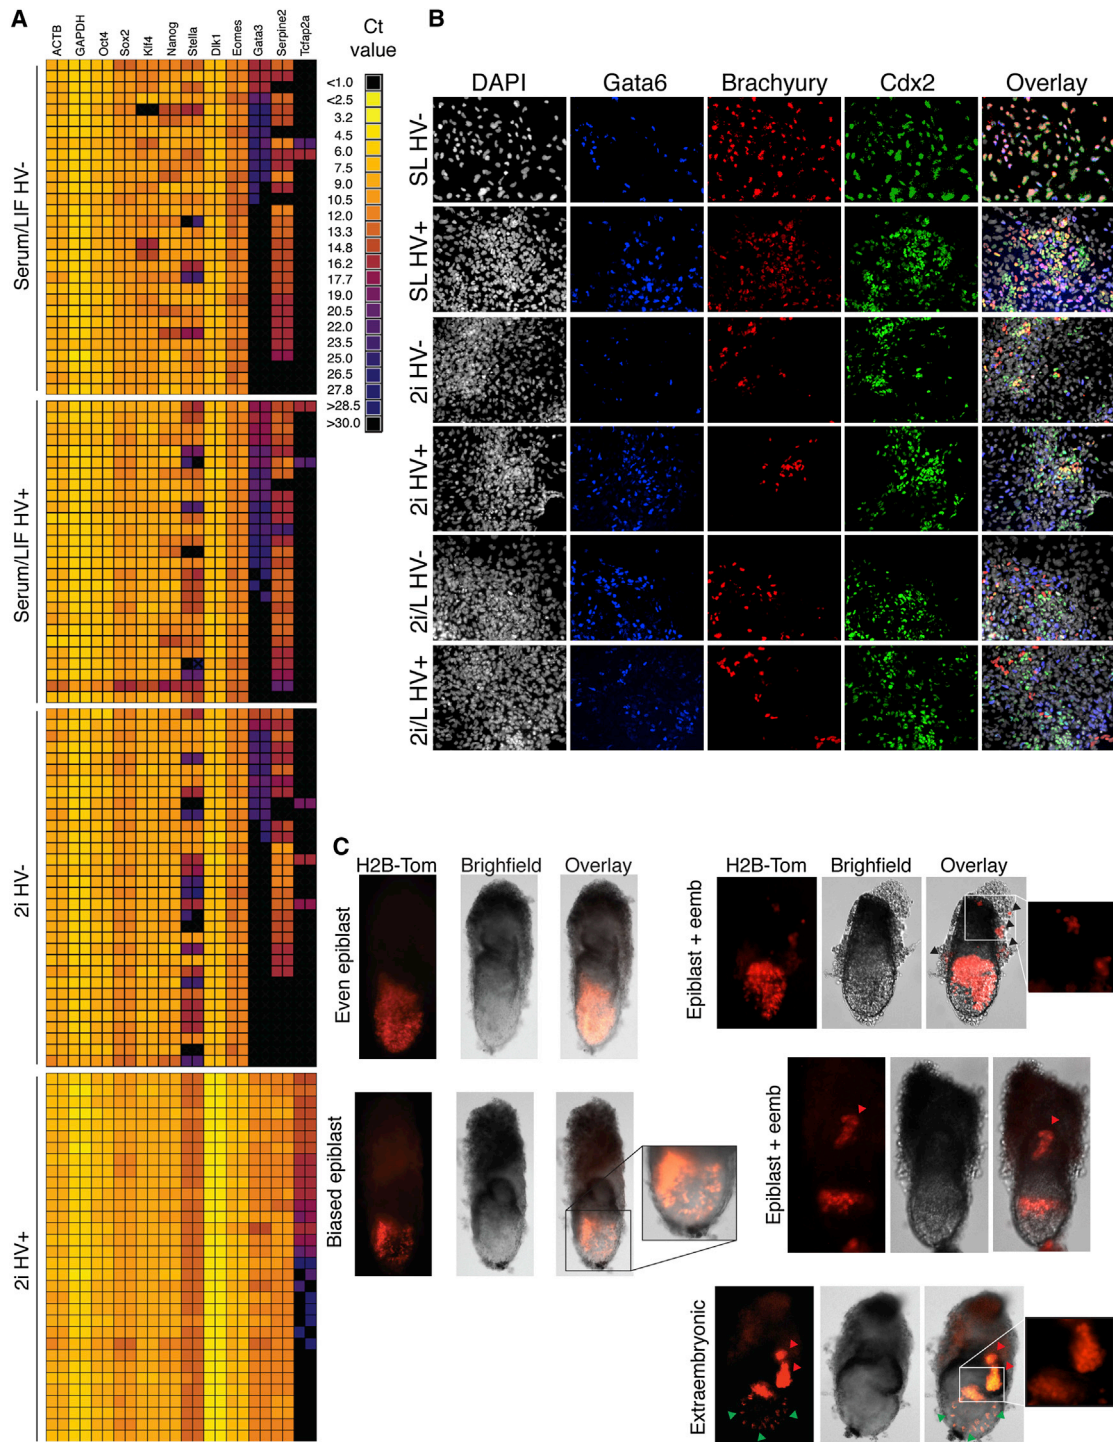 A
ACTB
GAPDH
Oct4
Sox2
Klf4
Nanog
Stella
Dlk1
Eomes
Gata3
Serpine2
Tcfap2a
Ct
value
<1.0
<2.5
3.2
4.5
6.0
7.5
9.0
10.5
12.0
13.3
14.8
16.2
17.7
19.0
20.5
22.0
23.5
25.0
26.5
27.8
>28.5
>30.0
Serum/LIF HV-
Serum/LIF HV+
2i HV-
2i HV+
B
DAPI Gata6 Brachyury Cdx2 Overlay
SL HV-
SL HV+
2i HV-
2i HV+
2i/L HV-
2i/L HV+
C
H2B-Tom Brighfield Overlay
Even epiblast
Biased epiblast
H2B-Tom Brighfield Overlay
Epiblast + eemb
Epiblast + eemb
Extraembryonic